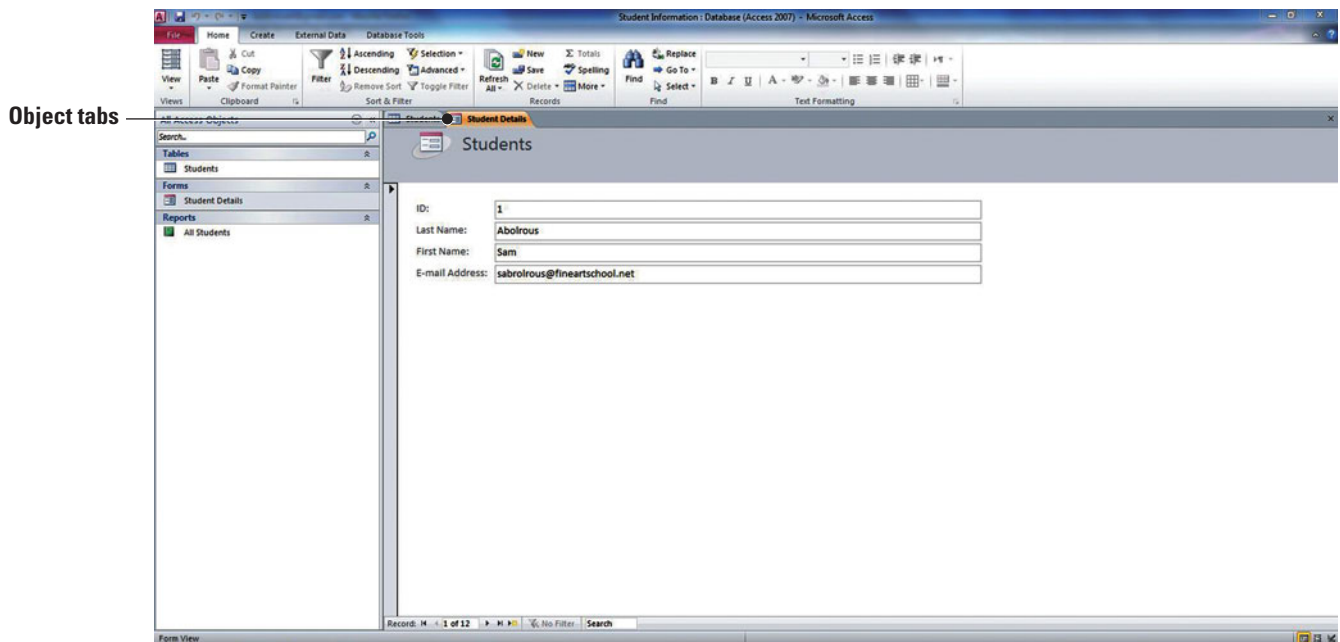 Student Information : Database (Access 2007) - Microsoft Access
File Home Create External Data Database Tools
View
Views
Paste
Cut
Copy
Format Painter
Clipboard
Filter
Ascending
Descending
Remove Sort
Selection
Advanced
Toggle Filter
Sort & Filter
Refresh All
New
Save
Delete
Totals
Spelling
More
Records
Find
Replace
Go To
Select
Find
B I U A
Text Formatting
Object tabs
All Access Objects
Search..
Tables
Students
Forms
Student Details
Reports
All Students
Students Student Details
Students
ID: 1
Last Name: Abolrous
First Name: Sam
E-mail Address: sabrolrous@fineartschool.net
Record: 1 of 12 No Filter Search
Form View